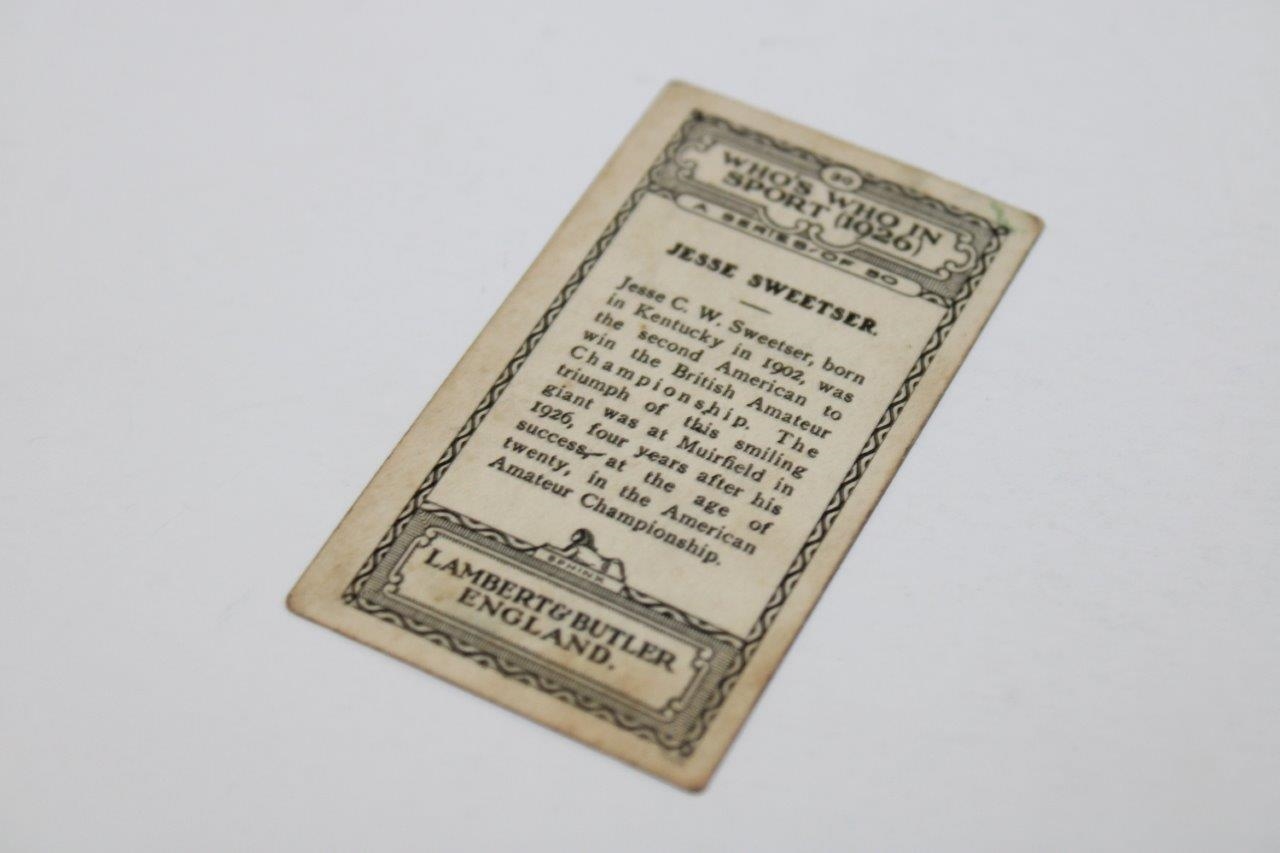 WHO'S WHO IN
SPORT (1926)
A SERIES OF 50
JESSE SWEETSER.
Jesse C. W. Sweetser, born
in Kentucky in 1902, was
the second American to
win the British Amateur
Championship. The
triumph of this smiling
giant was at Muirfield in
1926, four years after his
success, at the age of
twenty, in the American
Amateur Championship.
SPHINX
LAMBERT & BUTLER
ENGLAND.